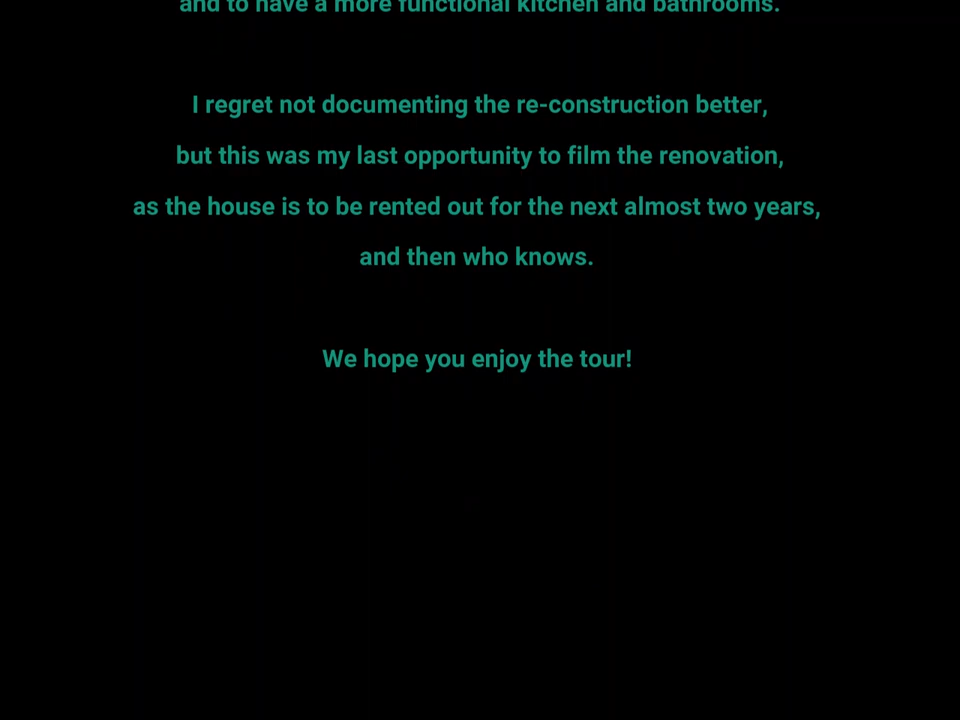 and to have a more functional kitchen and bathrooms.
I regret not documenting the re-construction better,
but this was my last opportunity to film the renovation,
as the house is to be rented out for the next almost two years,
and then who knows.
We hope you enjoy the tour!